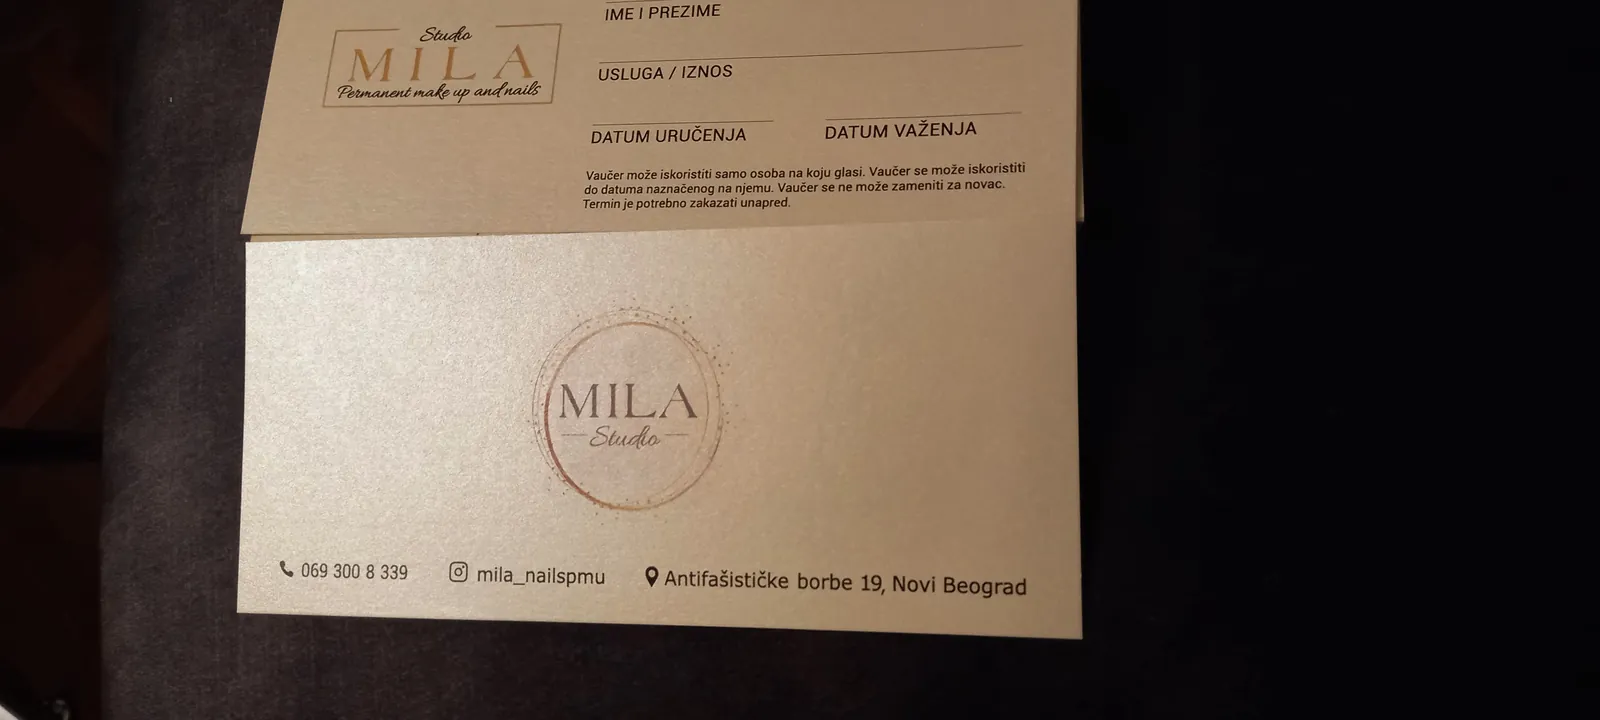 Studio
MILA
Permanent make up and nails
IME I PREZIME
USLUGA / IZNOS
DATUM URUČENJA
DATUM VAŽENJA
Vaučer može iskoristiti samo osoba na koju glasi. Vaučer se može iskoristiti
do datuma naznačenog na njemu. Vaučer se ne može zameniti za novac.
Termin je potrebno zakazati unapred.
MILA
Studio
069 300 8 339
mila_nailspmu
Antifašističke borbe 19, Novi Beograd